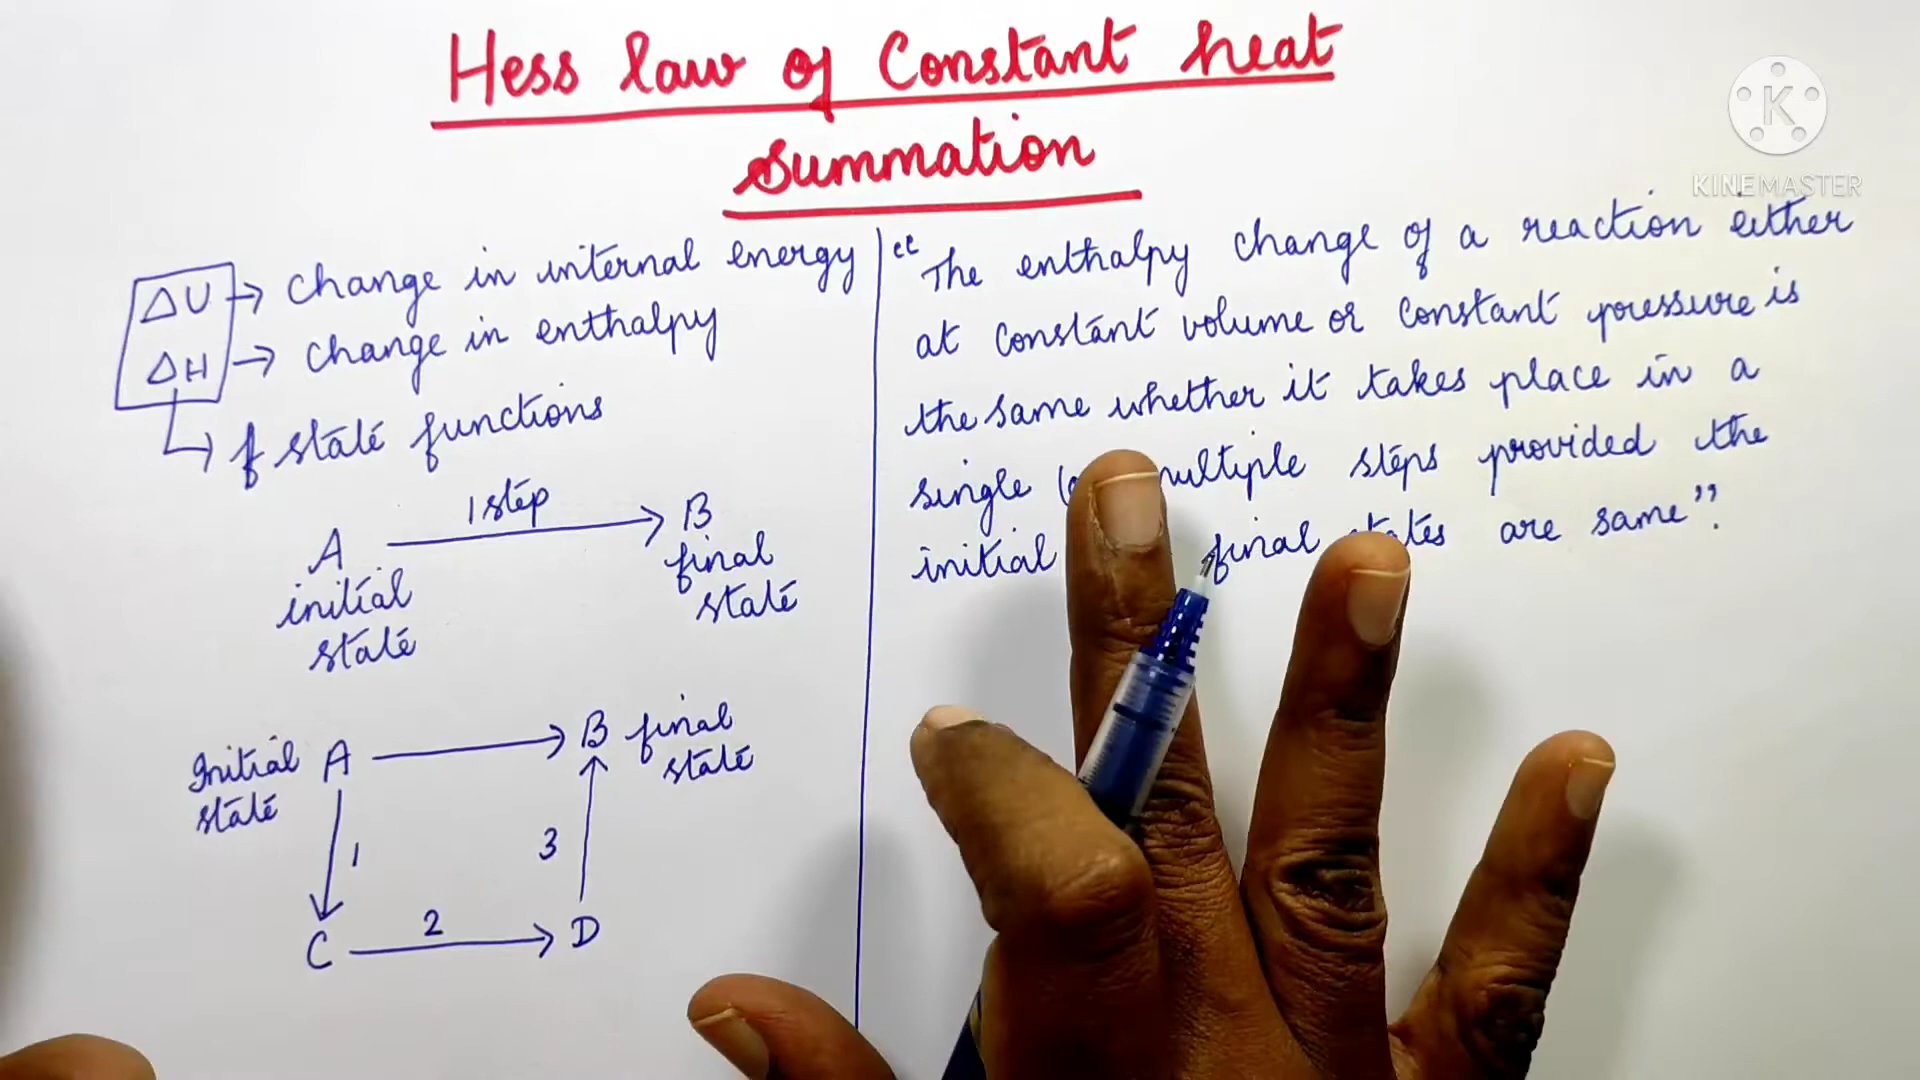 Hess law of Constant heat
summation
KINEMASTER
ΔU → change in internal energy
ΔH → change in enthalpy
↳ f state functions
1 step
A → B
initial
state
final
state
Initial
state
A → B final
state
1
3
2
C → D
“The enthalpy change of a reaction either
at constant volume or constant pressure is
the same whether it takes place in a
single multiple steps provided the
initial final states are same”.